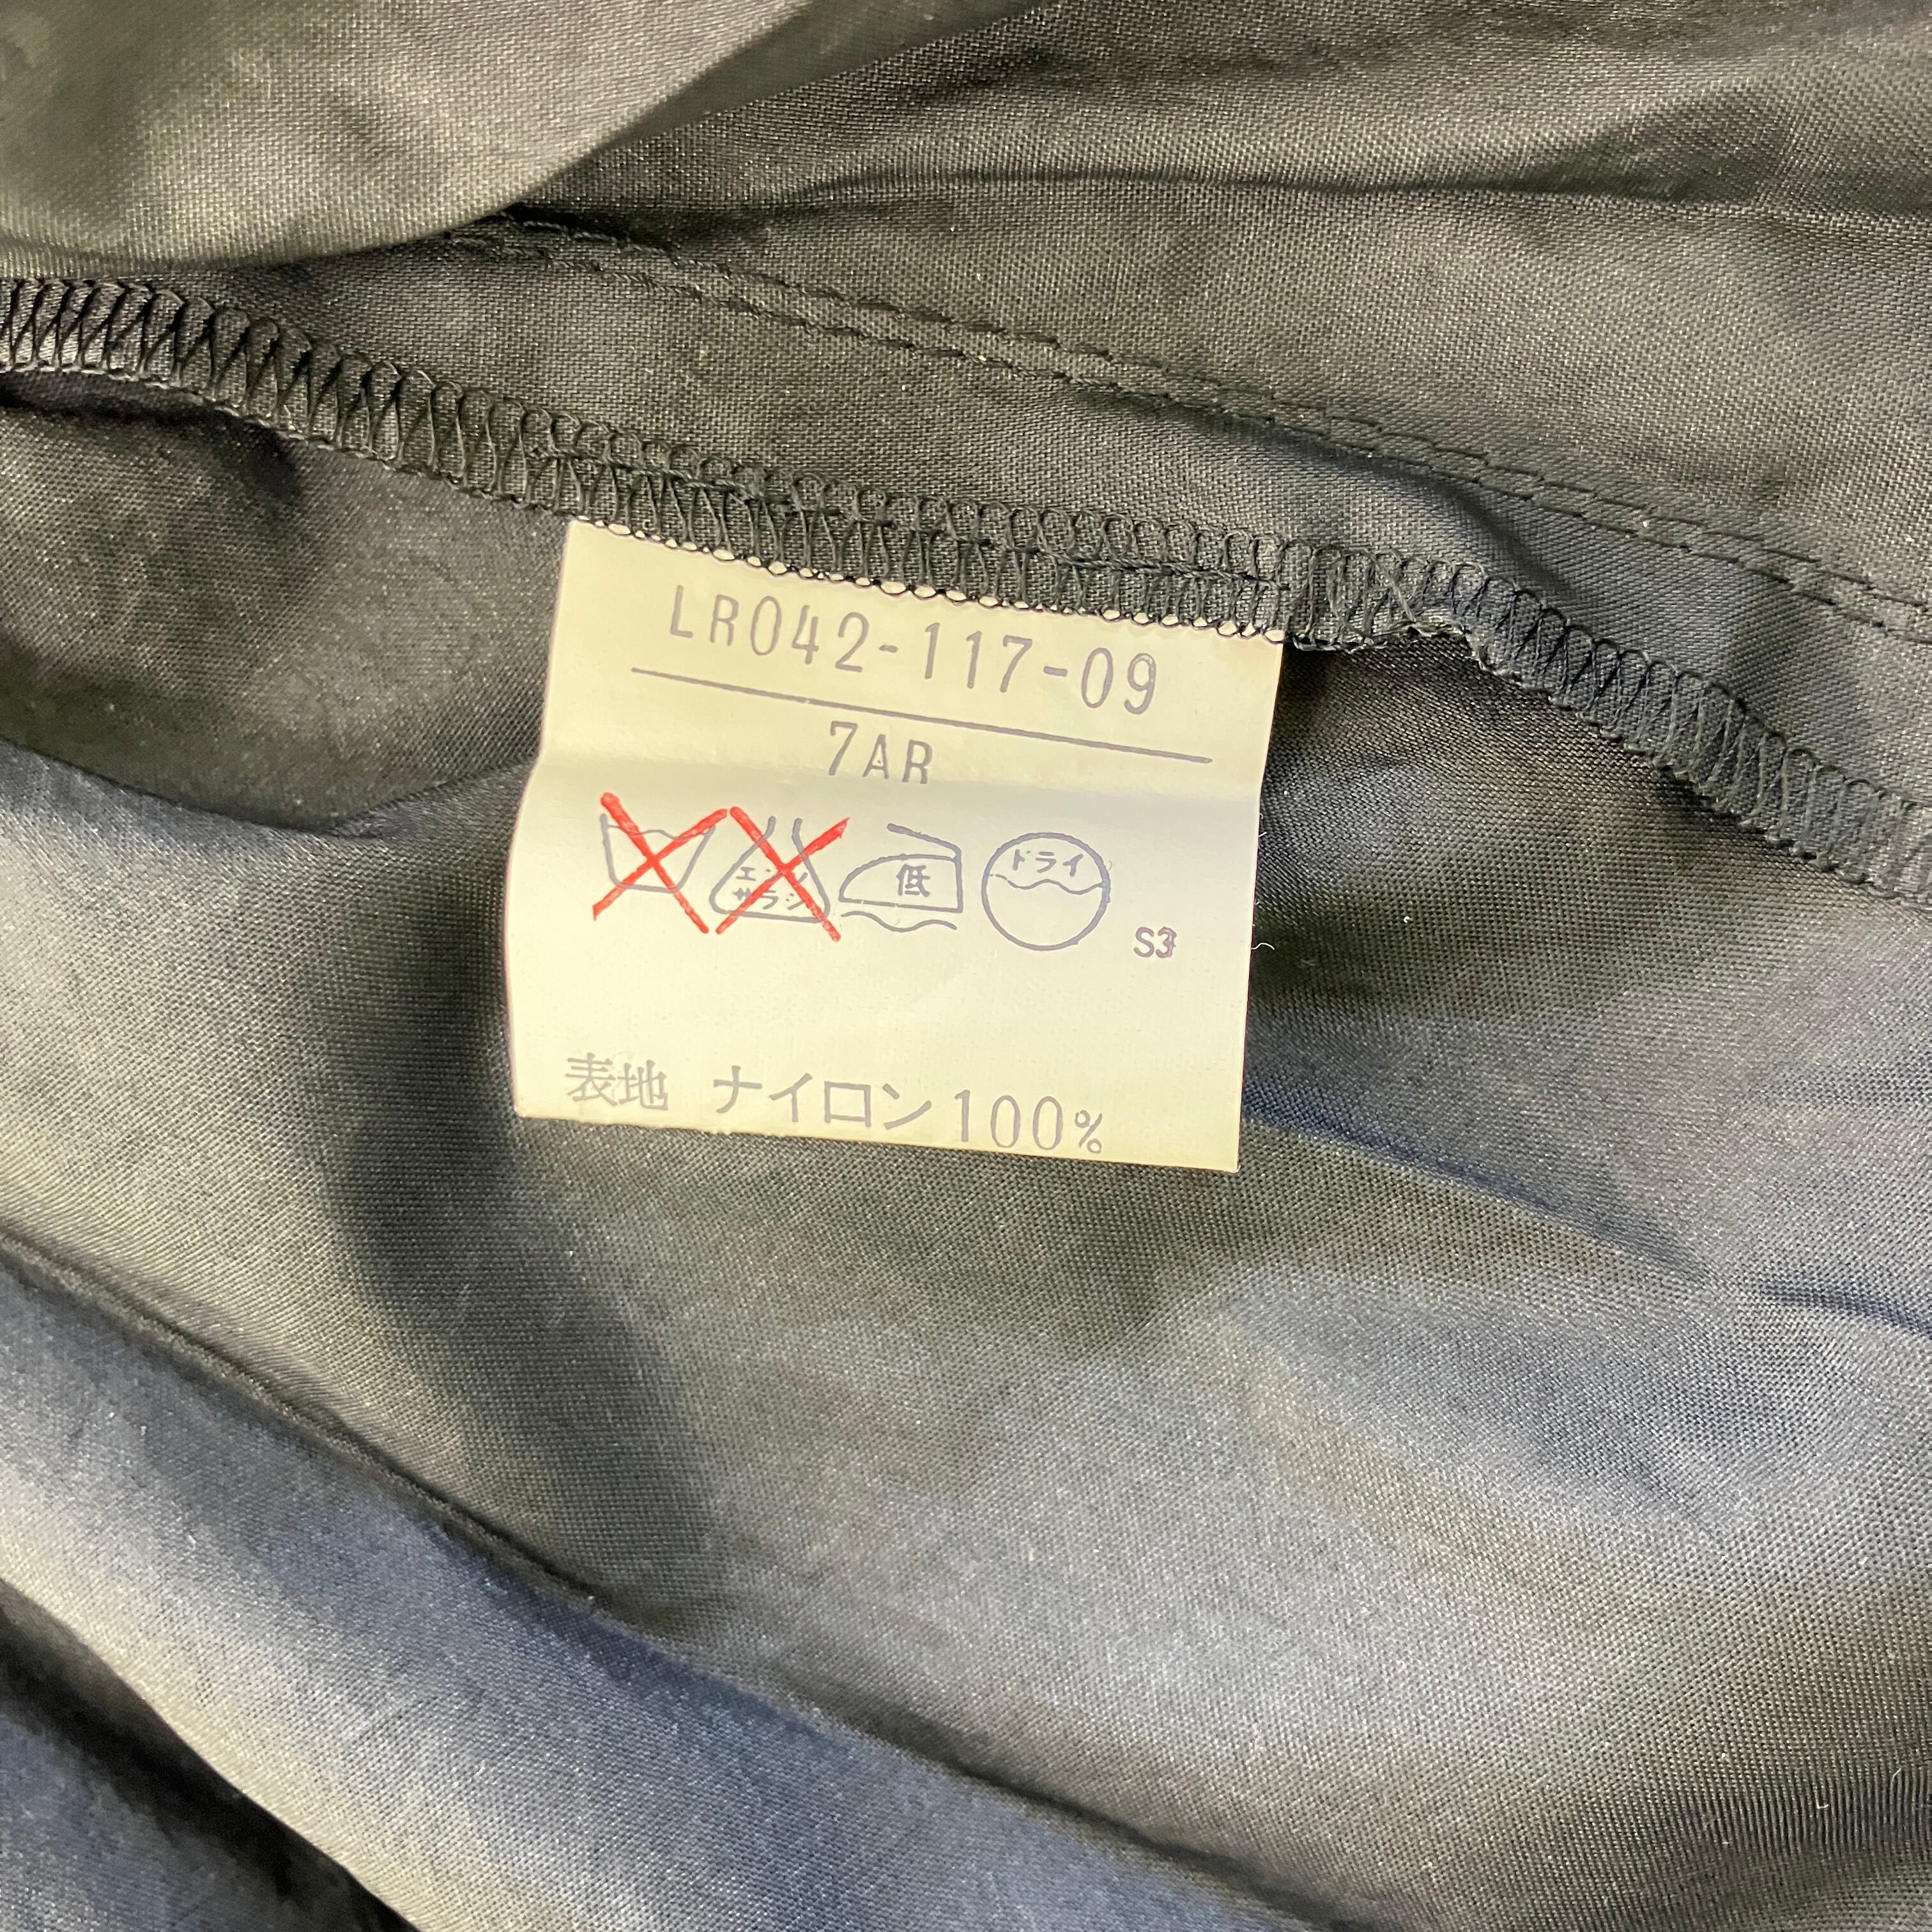 LR042-117-09
7AR
エンソ サラシ 低 ドライ S3
表地 ナイロン100%